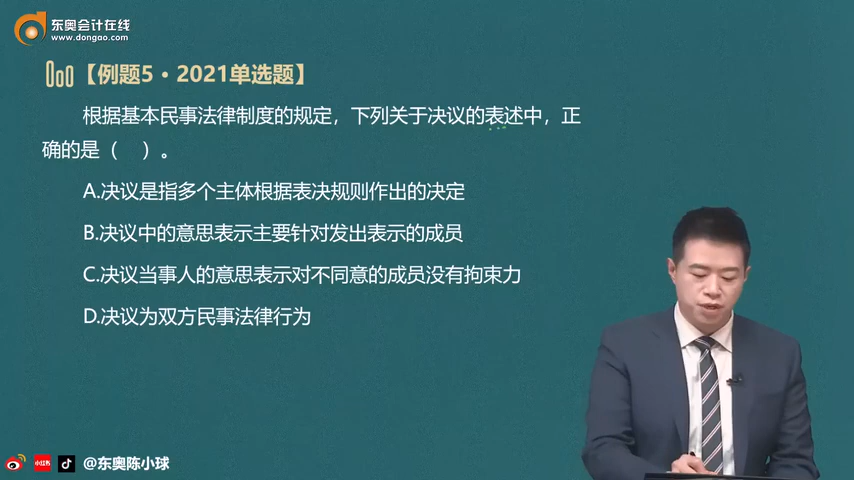 东奥会计在线
www.dongao.com
【例题5·2021单选题】
根据基本民事法律制度的规定，下列关于决议的表述中，正
确的是（ ）。
A.决议是指多个主体根据表决规则作出的决定
B.决议中的意思表示主要针对发出表示的成员
C.决议当事人的意思表示对不同意的成员没有拘束力
D.决议为双方民事法律行为
小红书 @东奥陈小球